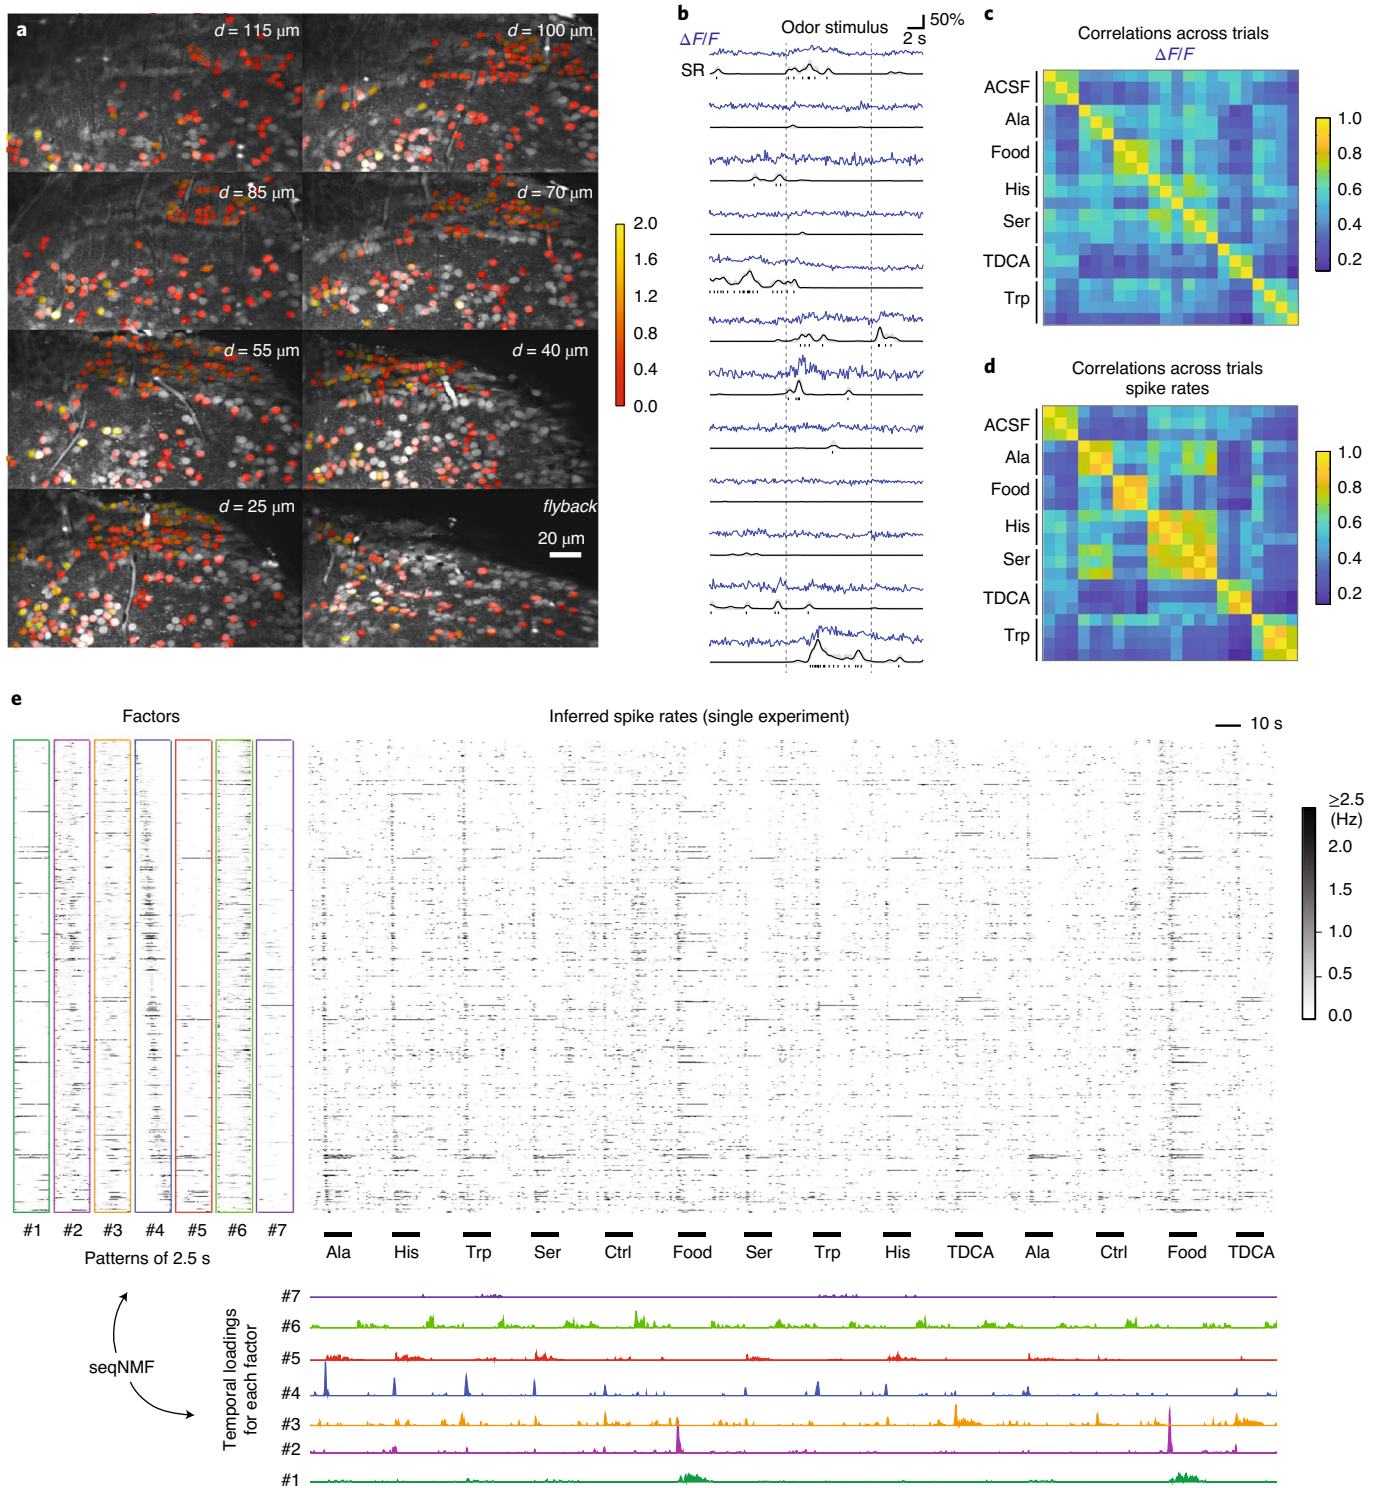 a
d = 115 μm
d = 100 μm
d = 85 μm
d = 70 μm
d = 55 μm
d = 40 μm
d = 25 μm
flyback
20 μm
2.0
1.6
1.2
0.8
0.4
0.0
b
Odor stimulus
50%
2 s
ΔF/F
SR
c
Correlations across trials
ΔF/F
ACSF
Ala
Food
His
Ser
TDCA
Trp
1.0
0.8
0.6
0.4
0.2
d
Correlations across trials
spike rates
ACSF
Ala
Food
His
Ser
TDCA
Trp
1.0
0.8
0.6
0.4
0.2
e
Factors
Inferred spike rates (single experiment)
10 s
≥2.5
(Hz)
2.0
1.5
1.0
0.5
0.0
#1 #2 #3 #4 #5 #6 #7
Patterns of 2.5 s
Ala His Trp Ser Ctrl Food Ser Trp His TDCA Ala Ctrl Food TDCA
seqNMF
Temporal loadings
for each factor
#7
#6
#5
#4
#3
#2
#1